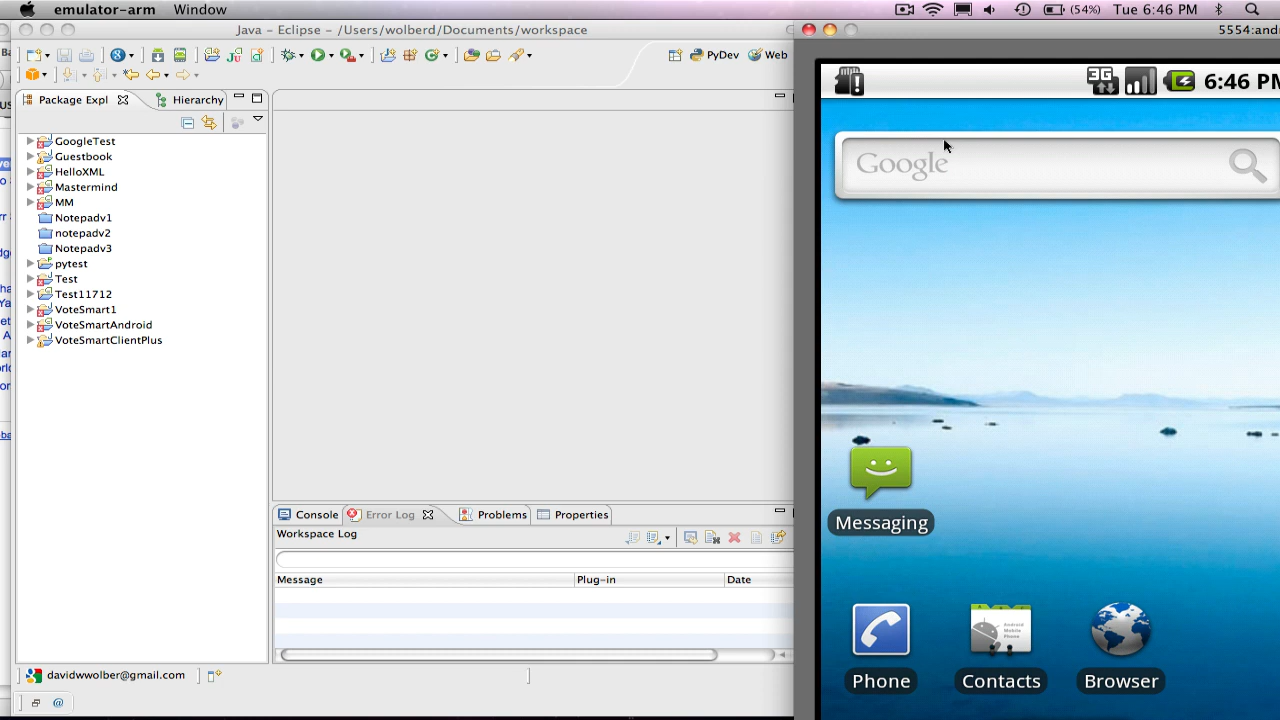 emulator-arm Window (54%) Tue 6:46 PM
Java - Eclipse - /Users/wolberd/Documents/workspace
5554:and
PyDev Web
Package Expl Hierarchy
3G 6:46 PM
GoogleTest
Guestbook
HelloXML
Mastermind
MM
Notepadv1
notepadv2
Notepadv3
pytest
Test
Test11712
VoteSmart1
VoteSmartAndroid
VoteSmartClientPlus
Google
Messaging
Console Error Log Problems Properties
Workspace Log
Message Plug-in Date
Phone Contacts Browser
davidwwolber@gmail.com